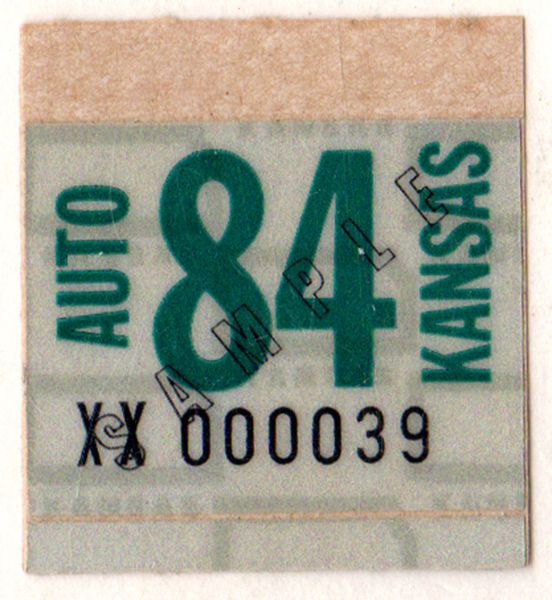 AUTO
84
KANSAS
SAMPLE
XX 000039